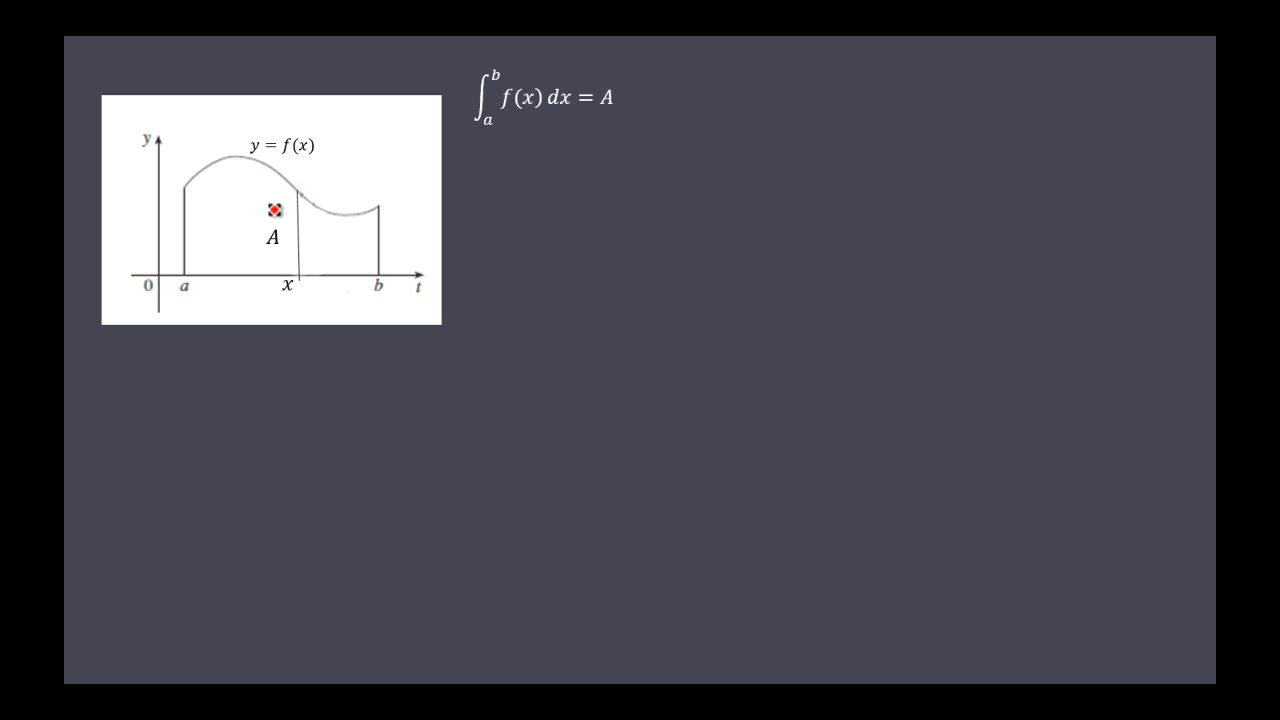 ∫_a^b f(x) dx = A
y
y = f(x)
A
0 a x b t